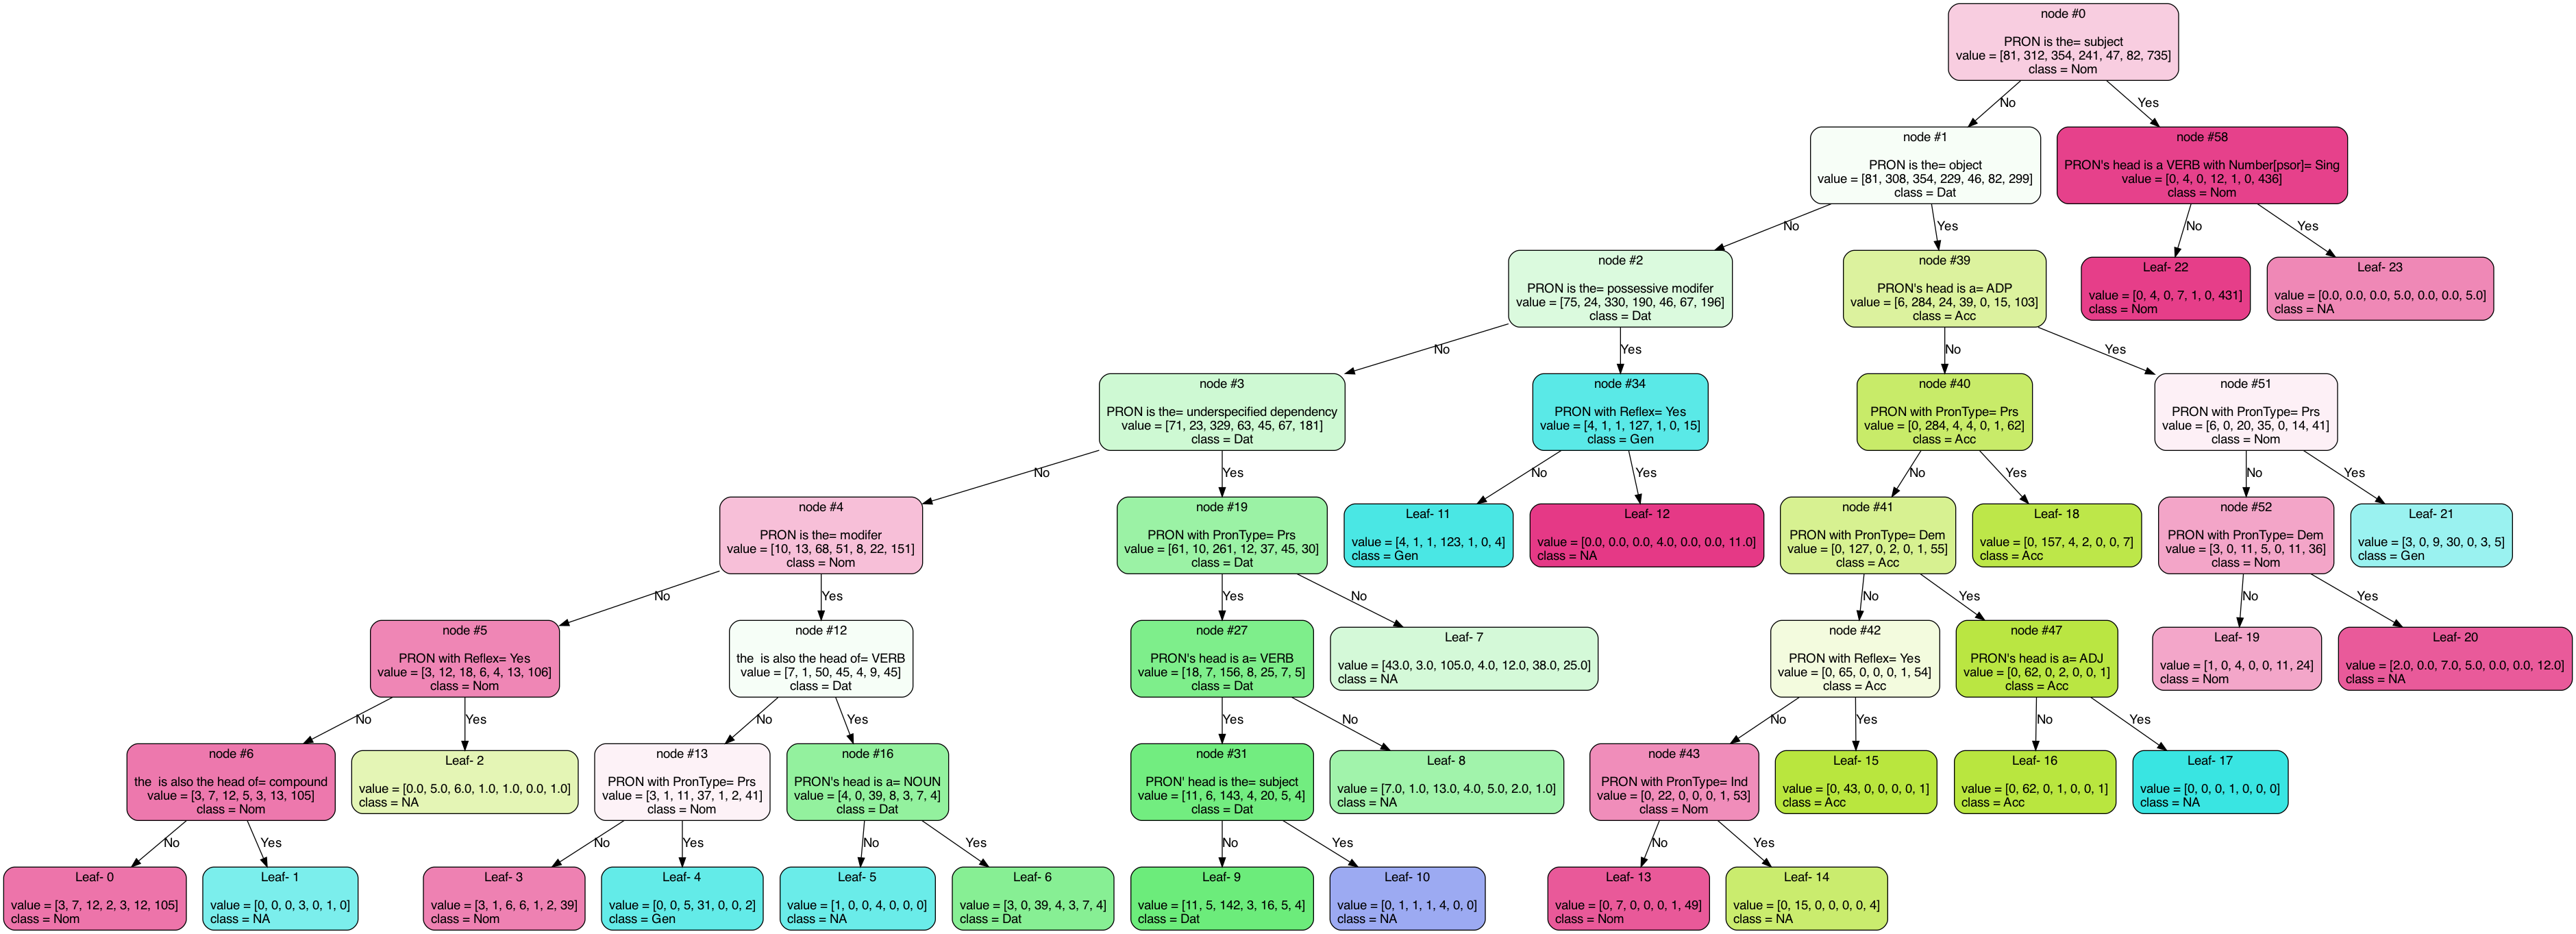 node #0
PRON is the= subject
value = [81, 312, 354, 241, 47, 82, 735]
class = Nom
No
Yes
node #1
PRON is the= object
value = [81, 308, 354, 229, 46, 82, 299]
class = Dat
node #58
PRON's head is a VERB with Number[psor]= Sing
value = [0, 4, 0, 12, 1, 0, 436]
class = Nom
No
Yes
No
Yes
node #2
PRON is the= possessive modifer
value = [75, 24, 330, 190, 46, 67, 196]
class = Dat
node #39
PRON's head is a= ADP
value = [6, 284, 24, 39, 0, 15, 103]
class = Acc
Leaf- 22
value = [0, 4, 0, 7, 1, 0, 431]
class = Nom
Leaf- 23
value = [0.0, 0.0, 0.0, 5.0, 0.0, 0.0, 5.0]
class = NA
No
Yes
No
Yes
node #3
PRON is the= underspecified dependency
value = [71, 23, 329, 63, 45, 67, 181]
class = Dat
node #34
PRON with Reflex= Yes
value = [4, 1, 1, 127, 1, 0, 15]
class = Gen
node #40
PRON with PronType= Prs
value = [0, 284, 4, 4, 0, 1, 62]
class = Acc
node #51
PRON with PronType= Prs
value = [6, 0, 20, 35, 0, 14, 41]
class = Nom
No
Yes
No
Yes
No
Yes
No
Yes
node #4
PRON is the= modifer
value = [10, 13, 68, 51, 8, 22, 151]
class = Nom
node #19
PRON with PronType= Prs
value = [61, 10, 261, 12, 37, 45, 30]
class = Dat
Leaf- 11
value = [4, 1, 1, 123, 1, 0, 4]
class = Gen
Leaf- 12
value = [0.0, 0.0, 0.0, 4.0, 0.0, 0.0, 11.0]
class = NA
node #41
PRON with PronType= Dem
value = [0, 127, 0, 2, 0, 1, 55]
class = Acc
Leaf- 18
value = [0, 157, 4, 2, 0, 0, 7]
class = Acc
node #52
PRON with PronType= Dem
value = [3, 0, 11, 5, 0, 11, 36]
class = Nom
Leaf- 21
value = [3, 0, 9, 30, 0, 3, 5]
class = Gen
No
Yes
Yes
No
No
Yes
No
Yes
node #5
PRON with Reflex= Yes
value = [3, 12, 18, 6, 4, 13, 106]
class = Nom
node #12
the  is also the head of= VERB
value = [7, 1, 50, 45, 4, 9, 45]
class = Dat
node #27
PRON's head is a= VERB
value = [18, 7, 156, 8, 25, 7, 5]
class = Dat
Leaf- 7
value = [43.0, 3.0, 105.0, 4.0, 12.0, 38.0, 25.0]
class = NA
node #42
PRON with Reflex= Yes
value = [0, 65, 0, 0, 0, 1, 54]
class = Acc
node #47
PRON's head is a= ADJ
value = [0, 62, 0, 2, 0, 0, 1]
class = Acc
Leaf- 19
value = [1, 0, 4, 0, 0, 11, 24]
class = Nom
Leaf- 20
value = [2.0, 0.0, 7.0, 5.0, 0.0, 0.0, 12.0]
class = NA
No
Yes
No
Yes
Yes
No
No
Yes
No
Yes
node #6
the  is also the head of= compound
value = [3, 7, 12, 5, 3, 13, 105]
class = Nom
Leaf- 2
value = [0.0, 5.0, 6.0, 1.0, 1.0, 0.0, 1.0]
class = NA
node #13
PRON with PronType= Prs
value = [3, 1, 11, 37, 1, 2, 41]
class = Nom
node #16
PRON's head is a= NOUN
value = [4, 0, 39, 8, 3, 7, 4]
class = Dat
node #31
PRON' head is the= subject
value = [11, 6, 143, 4, 20, 5, 4]
class = Dat
Leaf- 8
value = [7.0, 1.0, 13.0, 4.0, 5.0, 2.0, 1.0]
class = NA
node #43
PRON with PronType= Ind
value = [0, 22, 0, 0, 0, 1, 53]
class = Nom
Leaf- 15
value = [0, 43, 0, 0, 0, 0, 1]
class = Acc
Leaf- 16
value = [0, 62, 0, 1, 0, 0, 1]
class = Acc
Leaf- 17
value = [0, 0, 0, 1, 0, 0, 0]
class = NA
No
Yes
No
Yes
No
Yes
No
Yes
No
Yes
Leaf- 0
value = [3, 7, 12, 2, 3, 12, 105]
class = Nom
Leaf- 1
value = [0, 0, 0, 3, 0, 1, 0]
class = NA
Leaf- 3
value = [3, 1, 6, 6, 1, 2, 39]
class = Nom
Leaf- 4
value = [0, 0, 5, 31, 0, 0, 2]
class = Gen
Leaf- 5
value = [1, 0, 0, 4, 0, 0, 0]
class = NA
Leaf- 6
value = [3, 0, 39, 4, 3, 7, 4]
class = Dat
Leaf- 9
value = [11, 5, 142, 3, 16, 5, 4]
class = Dat
Leaf- 10
value = [0, 1, 1, 1, 4, 0, 0]
class = NA
Leaf- 13
value = [0, 7, 0, 0, 0, 1, 49]
class = Nom
Leaf- 14
value = [0, 15, 0, 0, 0, 0, 4]
class = NA